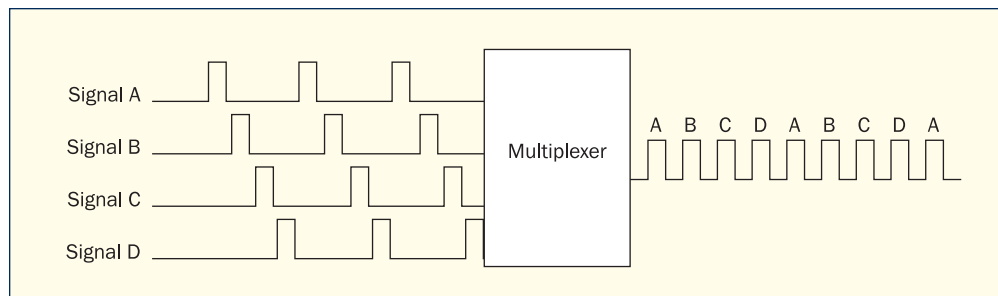 Signal A
Signal B
Signal C
Signal D
Multiplexer
A B C D A B C D A